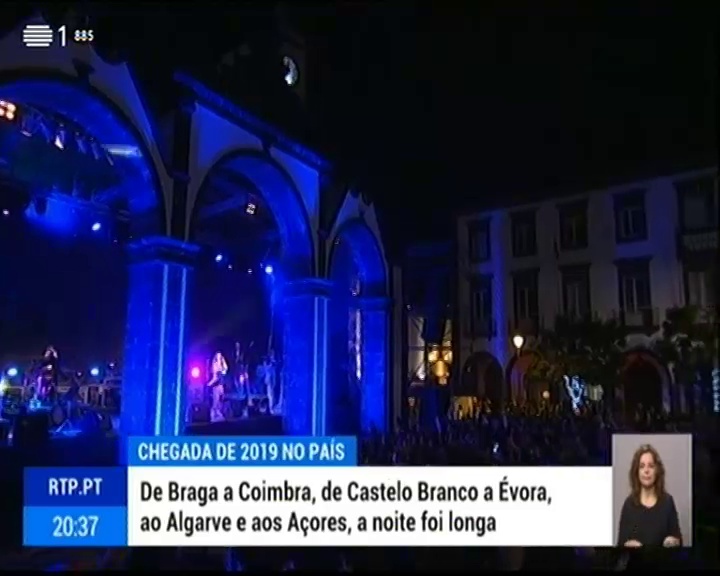 1 885
CHEGADA DE 2019 NO PAÍS
RTP.PT
De Braga a Coimbra, de Castelo Branco a Évora,
20:37
ao Algarve e aos Açores, a noite foi longa